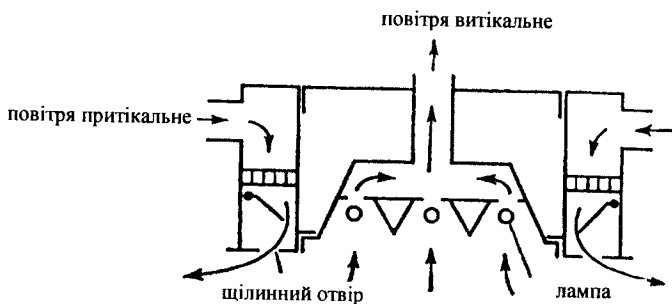 повітря витікальне
повітря притікальне
щілинний отвір
лампа